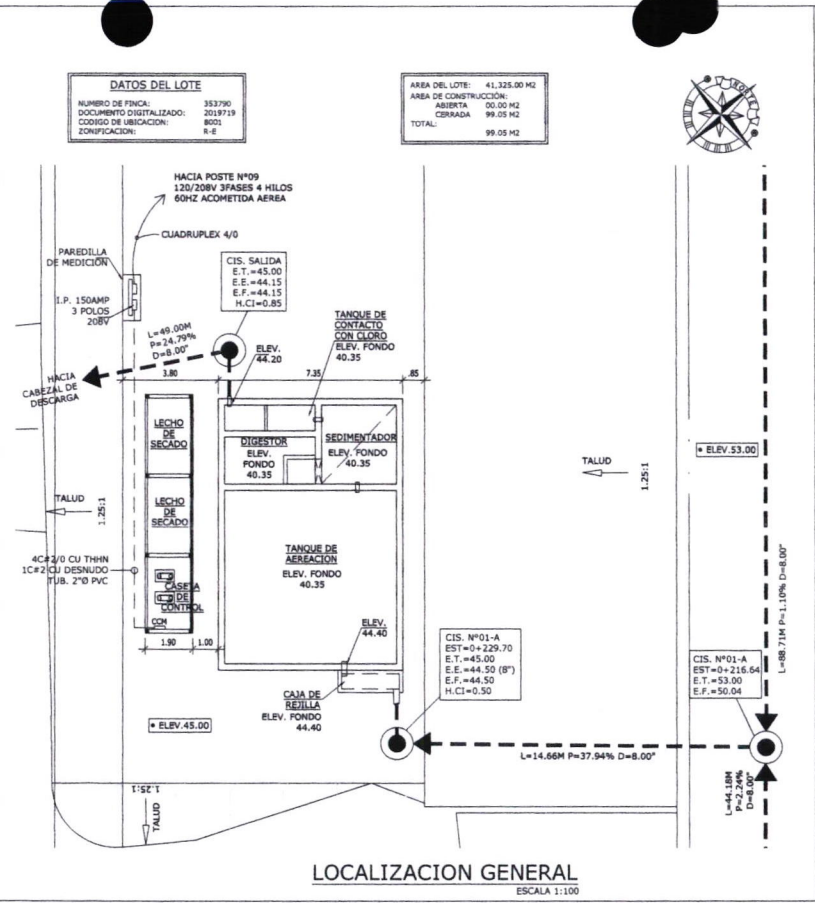 DATOS DEL LOTE
NUMERO DE FINCA: 353790
DOCUMENTO DIGITALIZADO: 2019719
CODIGO DE UBICACION: 8001
ZONIFICACION: R-E
AREA DEL LOTE: 41,325.00 M2
AREA DE CONSTRUCCIÓN:
ABIERTA 00.00 M2
CERRADA 99.05 M2
TOTAL:
99.05 M2
NORTE
HACIA POSTE N°09
120/208V 3FASES 4 HILOS
60HZ ACOMETIDA AEREA
CUADRUPLEX 4/0
PAREDILLA
DE MEDICIÓN
I.P. 150AMP
3 POLOS
208V
CIS. SALIDA
E.T.=45.00
E.E.=44.15
E.F.=44.15
H.CI=0.85
L=49.00M
P=24.79%
D=8.00"
HACIA
CABEZAL DE
DESCARGA
ELEV.
44.20
TANQUE DE
CONTACTO
CON CLORO
ELEV. FONDO
40.35
3.80
7.35
.85
LECHO
DE
SECADO
DIGESTOR
ELEV.
FONDO
40.35
SEDIMENTADOR
ELEV. FONDO
40.35
• ELEV.53.00
TALUD
1.25:1
TALUD
1.25:1
LECHO
DE
SECADO
TANQUE DE
AEREACION
ELEV. FONDO
40.35
4C#2/0 CU THHN
1C#2 CU DESNUDO
TUB. 2"Ø PVC
CASETA
DE
CONTROL
CCM
1.90
1.00
ELEV.
44.40
L=88.71M P=1.10% D=8.00"
CIS. N°01-A
EST=0+229.70
E.T.=45.00
E.E.=44.50 (8")
E.F.=44.50
H.CI=0.50
CIS. N°01-A
EST=0+216.64
E.T.=53.00
E.F.=50.04
CAJA DE
REJILLA
ELEV. FONDO
44.40
• ELEV.45.00
L=14.66M P=37.94% D=8.00"
L=44.18M
P=2.24%
D=8.00"
1.25:1
TALUD
LOCALIZACION GENERAL
ESCALA 1:100